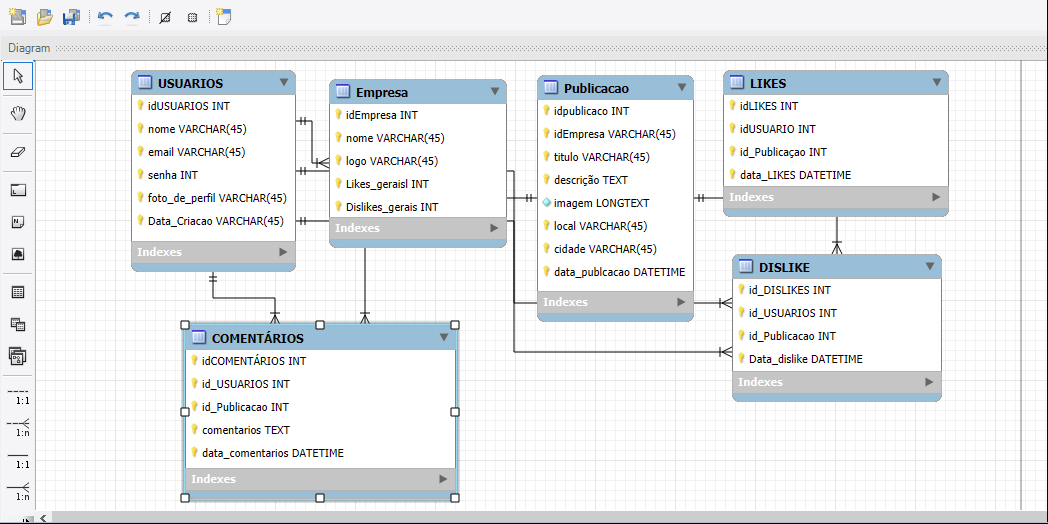 Diagram
USUARIOS
idUSUARIOS INT
nome VARCHAR(45)
email VARCHAR(45)
senha INT
foto_de_perfil VARCHAR(45)
Data_Criacao VARCHAR(45)
Indexes
Empresa
idEmpresa INT
nome VARCHAR(45)
logo VARCHAR(45)
Likes_geraisl INT
Dislikes_gerais INT
Indexes
Publicacao
idpublicaco INT
idEmpresa VARCHAR(45)
titulo VARCHAR(45)
descrição TEXT
imagem LONGTEXT
local VARCHAR(45)
cidade VARCHAR(45)
data_publcacao DATETIME
Indexes
LIKES
idLIKES INT
idUSUARIO INT
id_Publicaçao INT
data_LIKES DATETIME
Indexes
DISLIKE
id_DISLIKES INT
id_USUARIOS INT
id_Publicacao INT
Data_dislike DATETIME
Indexes
COMENTÁRIOS
idCOMENTÁRIOS INT
id_USUARIOS INT
id_Publicacao INT
comentarios TEXT
data_comentarios DATETIME
Indexes
1:1
1:n
1:1
1:n